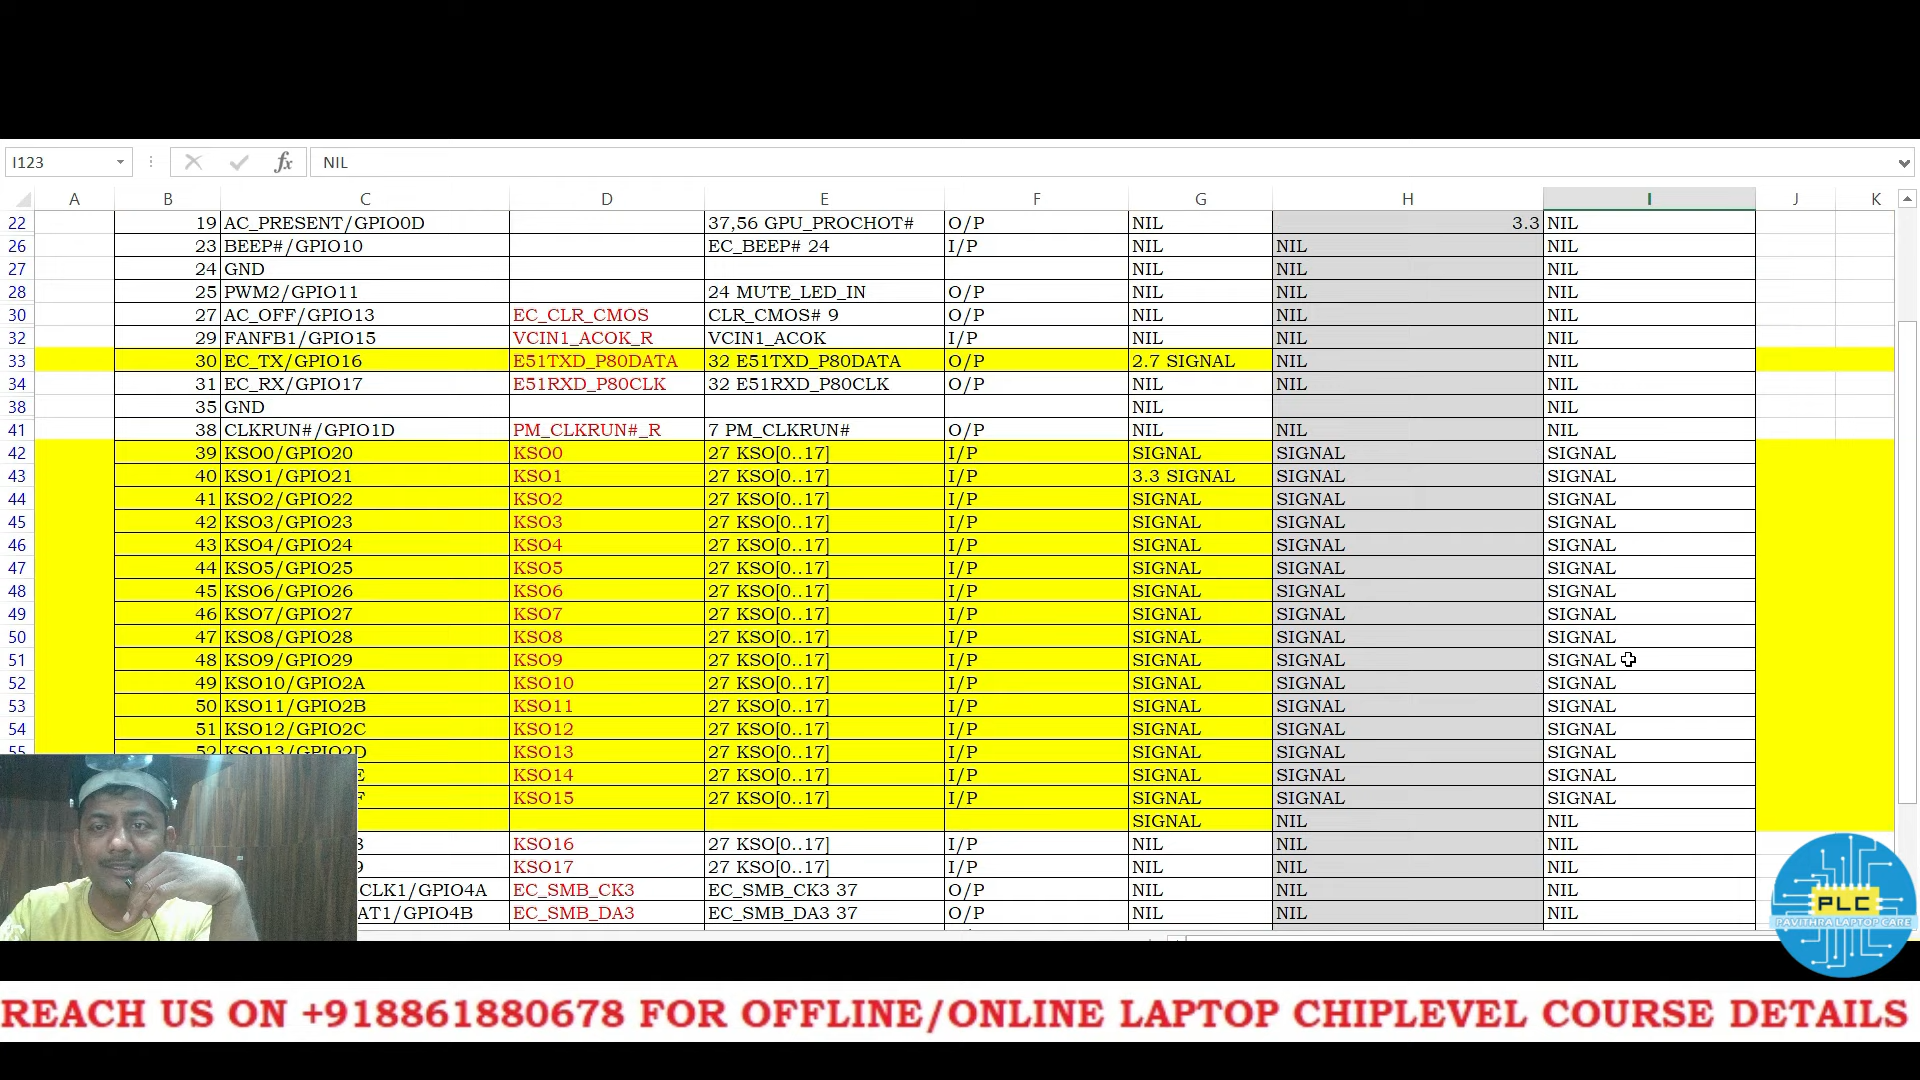 I123 fx NIL
A B C D E F G H I J K
22 19 AC_PRESENT/GPIO0D 37,56 GPU_PROCHOT# O/P NIL 3.3 NIL
26 23 BEEP#/GPIO10 EC_BEEP# 24 I/P NIL NIL NIL
27 24 GND NIL NIL NIL
28 25 PWM2/GPIO11 24 MUTE_LED_IN O/P NIL NIL NIL
30 27 AC_OFF/GPIO13 EC_CLR_CMOS CLR_CMOS# 9 O/P NIL NIL NIL
32 29 FANFB1/GPIO15 VCIN1_ACOK_R VCIN1_ACOK I/P NIL NIL NIL
33 30 EC_TX/GPIO16 E51TXD_P80DATA 32 E51TXD_P80DATA O/P 2.7 SIGNAL NIL NIL
34 31 EC_RX/GPIO17 E51RXD_P80CLK 32 E51RXD_P80CLK O/P NIL NIL NIL
38 35 GND NIL NIL
41 38 CLKRUN#/GPIO1D PM_CLKRUN#_R 7 PM_CLKRUN# O/P NIL NIL NIL
42 39 KSO0/GPIO20 KSO0 27 KSO[0..17] I/P SIGNAL SIGNAL SIGNAL
43 40 KSO1/GPIO21 KSO1 27 KSO[0..17] I/P 3.3 SIGNAL SIGNAL SIGNAL
44 41 KSO2/GPIO22 KSO2 27 KSO[0..17] I/P SIGNAL SIGNAL SIGNAL
45 42 KSO3/GPIO23 KSO3 27 KSO[0..17] I/P SIGNAL SIGNAL SIGNAL
46 43 KSO4/GPIO24 KSO4 27 KSO[0..17] I/P SIGNAL SIGNAL SIGNAL
47 44 KSO5/GPIO25 KSO5 27 KSO[0..17] I/P SIGNAL SIGNAL SIGNAL
48 45 KSO6/GPIO26 KSO6 27 KSO[0..17] I/P SIGNAL SIGNAL SIGNAL
49 46 KSO7/GPIO27 KSO7 27 KSO[0..17] I/P SIGNAL SIGNAL SIGNAL
50 47 KSO8/GPIO28 KSO8 27 KSO[0..17] I/P SIGNAL SIGNAL SIGNAL
51 48 KSO9/GPIO29 KSO9 27 KSO[0..17] I/P SIGNAL SIGNAL SIGNAL
52 49 KSO10/GPIO2A KSO10 27 KSO[0..17] I/P SIGNAL SIGNAL SIGNAL
53 50 KSO11/GPIO2B KSO11 27 KSO[0..17] I/P SIGNAL SIGNAL SIGNAL
54 51 KSO12/GPIO2C KSO12 27 KSO[0..17] I/P SIGNAL SIGNAL SIGNAL
55 52 KSO13/GPIO2D KSO13 27 KSO[0..17] I/P SIGNAL SIGNAL SIGNAL
E KSO14 27 KSO[0..17] I/P SIGNAL SIGNAL SIGNAL
F KSO15 27 KSO[0..17] I/P SIGNAL SIGNAL SIGNAL
SIGNAL NIL NIL
KSO16 27 KSO[0..17] I/P NIL NIL NIL
9 KSO17 27 KSO[0..17] I/P NIL NIL NIL
CLK1/GPIO4A EC_SMB_CK3 EC_SMB_CK3 37 O/P NIL NIL NIL
AT1/GPIO4B EC_SMB_DA3 EC_SMB_DA3 37 O/P NIL NIL NIL
PLC
PAVITHRA LAPTOP CARE
REACH US ON +918861880678 FOR OFFLINE/ONLINE LAPTOP CHIPLEVEL COURSE DETAILS